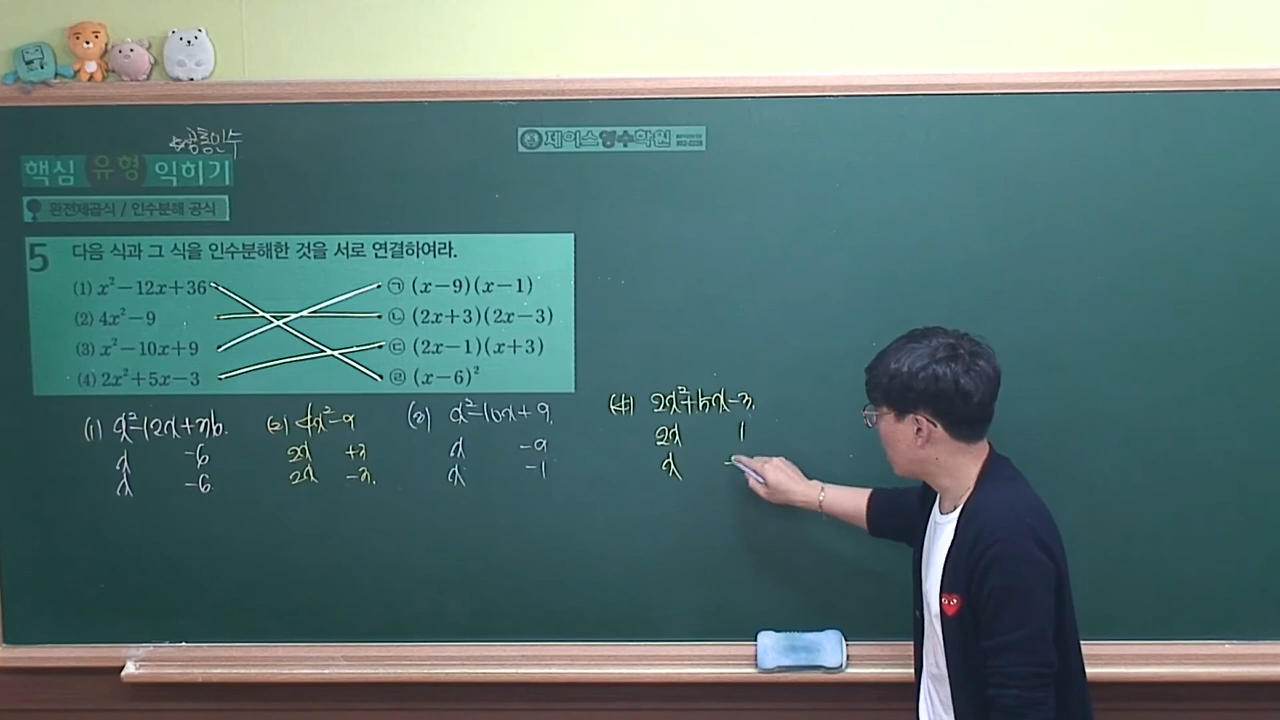 ☆공통인수
핵심 유형 익히기
제이스영수학원
완전제곱식 / 인수분해 공식
5 다음 식과 그 식을 인수분해한 것을 서로 연결하여라.
(1) x²−12x+36 ㉠ (x−9)(x−1)
(2) 4x²−9 ㉡ (2x+3)(2x−3)
(3) x²−10x+9 ㉢ (2x−1)(x+3)
(4) 2x²+5x−3 ㉣ (x−6)²
(1) x²−12x+36. (2) 4x²−9 (3) x²−10x+9. (4) 2x²+5x−3.
x −6 2x +3 x −9 2x 1
x −6 2x −3. x −1 x −